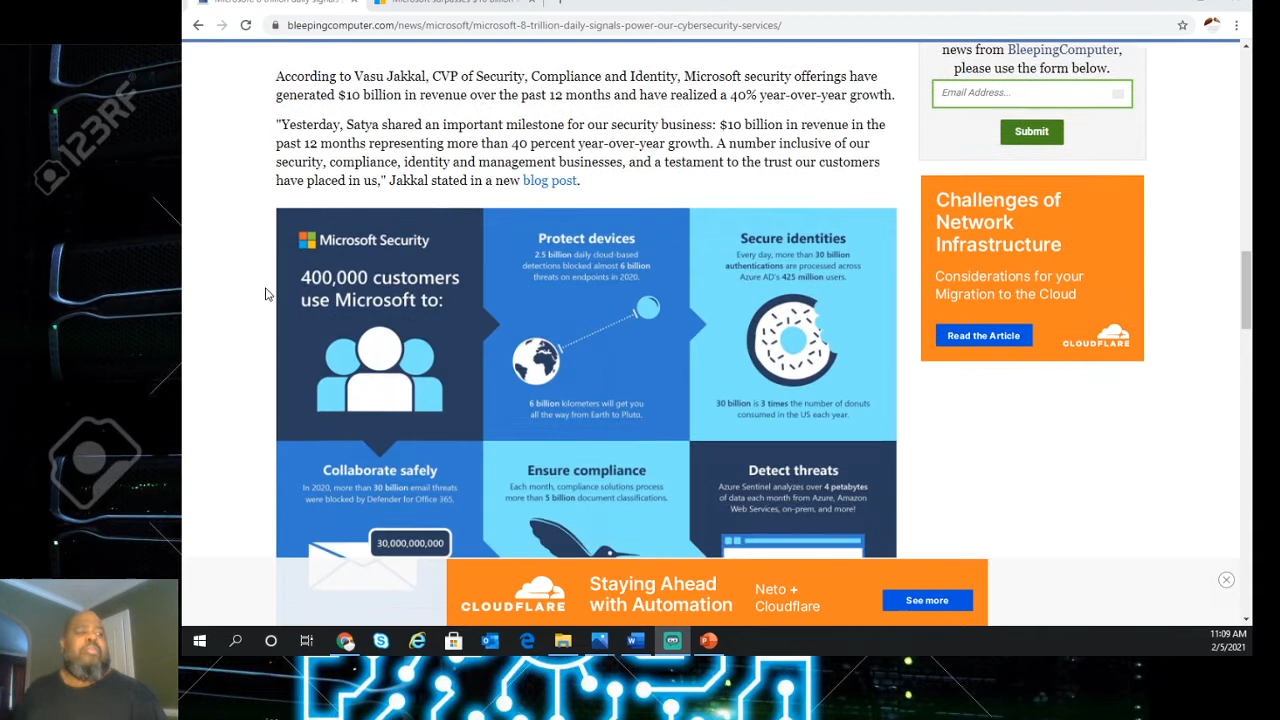 Microsoft: 8 trillion daily signals
Microsoft surpasses $10 billion
bleepingcomputer.com/news/microsoft/microsoft-8-trillion-daily-signals-power-our-cybersecurity-services/
According to Vasu Jakkal, CVP of Security, Compliance and Identity, Microsoft security offerings have
generated $10 billion in revenue over the past 12 months and have realized a 40% year-over-year growth.
"Yesterday, Satya shared an important milestone for our security business: $10 billion in revenue in the
past 12 months representing more than 40 percent year-over-year growth. A number inclusive of our
security, compliance, identity and management businesses, and a testament to the trust our customers
have placed in us," Jakkal stated in a new blog post.
Microsoft Security
400,000 customers
use Microsoft to:
Protect devices
2.5 billion daily cloud-based
detections blocked almost 6 billion
threats on endpoints in 2020.
6 billion kilometers will get you
all the way from Earth to Pluto.
Secure identities
Every day, more than 30 billion
authentications are processed across
Azure AD's 425 million users.
30 billion is 3 times the number of donuts
consumed in the US each year.
Collaborate safely
In 2020, more than 30 billion email threats
were blocked by Defender for Office 365.
30,000,000,000
Ensure compliance
Each month, compliance solutions process
more than 5 billion document classifications.
Detect threats
Azure Sentinel analyzes over 4 petabytes
of data each month from Azure, Amazon
Web Services, on-prem, and more!
news from BleepingComputer,
please use the form below.
Email Address...
Submit
Challenges of
Network
Infrastructure
Considerations for your
Migration to the Cloud
Read the Article
CLOUDFLARE
CLOUDFLARE
Staying Ahead
with Automation
Neto +
Cloudflare
See more
11:09 AM
2/5/2021
123RF